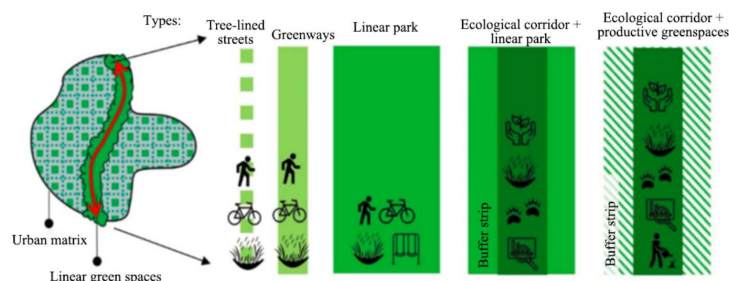 Types:
Tree-lined
streets
Greenways
Linear park
Ecological corridor +
linear park
Ecological corridor +
productive greenspaces
Buffer strip
Buffer strip
Urban matrix
Linear green spaces